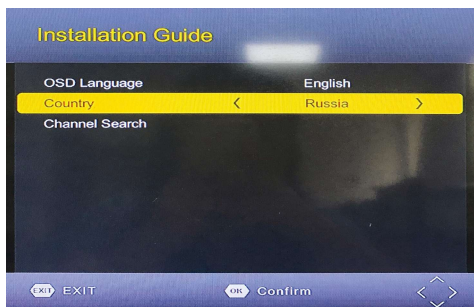 Installation Guide
OSD Language English
Country Russia
Channel Search
EXIT EXIT OK Confirm